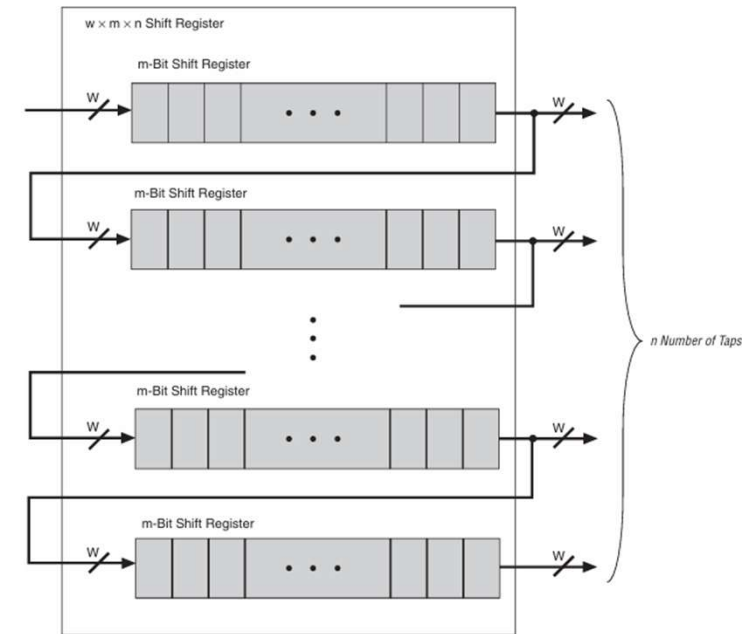 w × m × n Shift Register
m-Bit Shift Register
W
W
m-Bit Shift Register
W
W
n Number of Taps
m-Bit Shift Register
W
W
m-Bit Shift Register
W
W